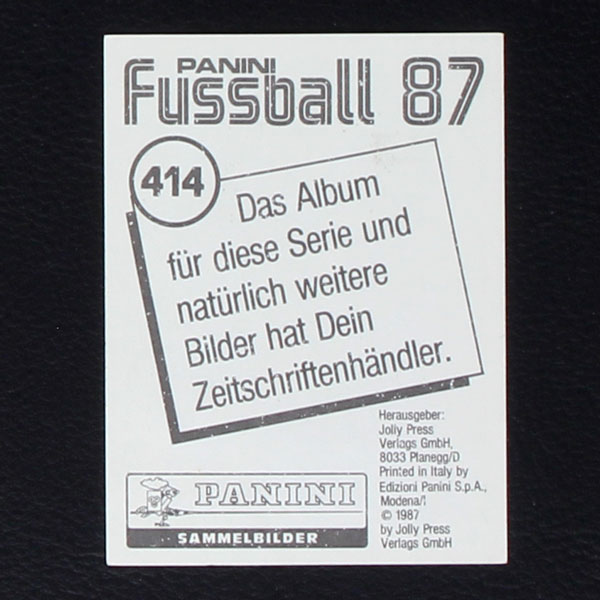 PANINI
Fussball 87
414
Das Album
für diese Serie und
natürlich weitere
Bilder hat Dein
Zeitschriftenhändler.
Herausgeber:
Jolly Press
Verlags GmbH,
8033 Planegg/D
Printed in Italy by
Edizioni Panini S.p.A.,
Modena/I
© 1987
by Jolly Press
Verlags GmbH
PANINI
SAMMELBILDER